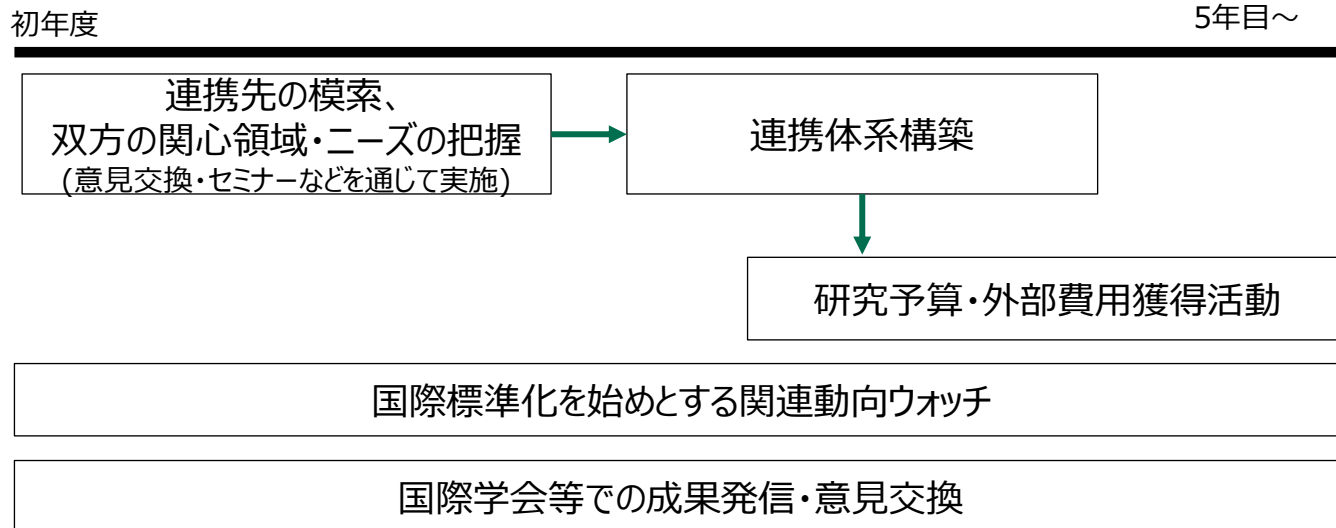 初年度
5年目～
連携先の模索、
双方の関心領域・ニーズの把握
(意見交換・セミナーなどを通じて実施)
連携体系構築
研究予算・外部費用獲得活動
国際標準化を始めとする関連動向ウォッチ
国際学会等での成果発信・意見交換